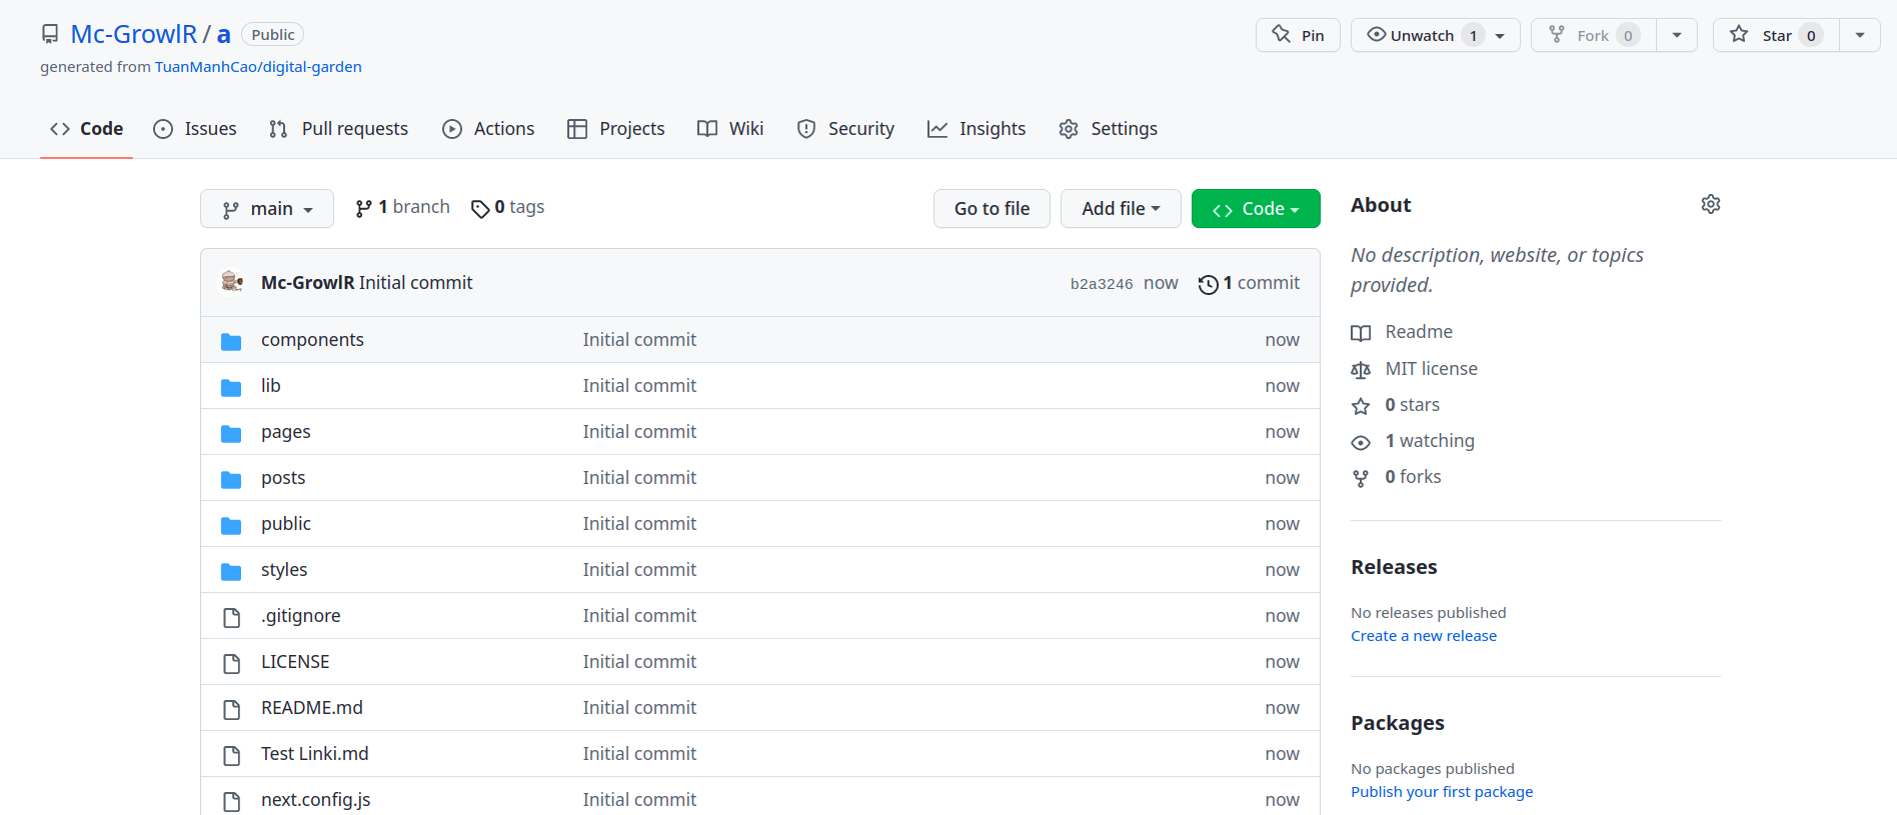 Mc-GrowlR / a Public
Pin
Unwatch 1
Fork 0
Star 0
generated from TuanManhCao/digital-garden
Code
Issues
Pull requests
Actions
Projects
Wiki
Security
Insights
Settings
main
1 branch
0 tags
Go to file
Add file
Code
Mc-GrowlR Initial commit b2a3246 now 1 commit
components Initial commit now
lib Initial commit now
pages Initial commit now
posts Initial commit now
public Initial commit now
styles Initial commit now
.gitignore Initial commit now
LICENSE Initial commit now
README.md Initial commit now
Test Linki.md Initial commit now
next.config.js Initial commit now
About
No description, website, or topics
provided.
Readme
MIT license
0 stars
1 watching
0 forks
Releases
No releases published
Create a new release
Packages
No packages published
Publish your first package